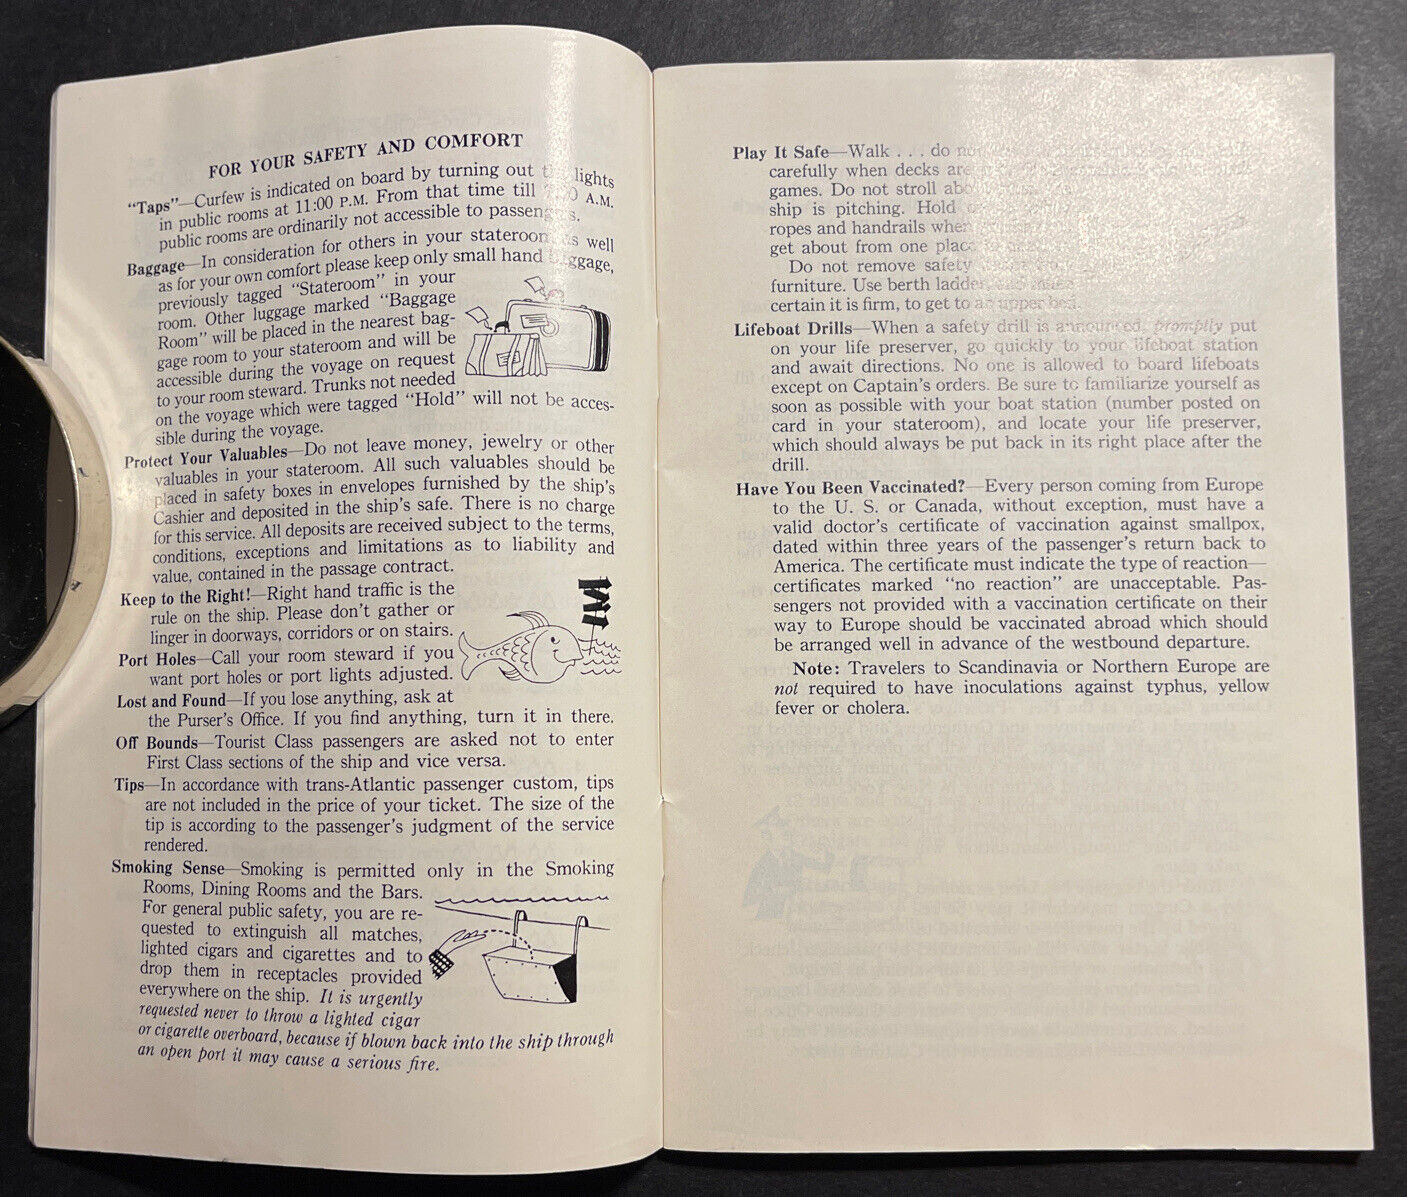 FOR YOUR SAFETY AND COMFORT
"Taps"—Curfew is indicated on board by turning out the lights
in public rooms at 11:00 P.M. From that time till A.M.
public rooms are ordinarily not accessible to passengers.
Baggage—In consideration for others in your stateroom as well
as for your own comfort please keep only small hand baggage,
previously tagged "Stateroom" in your
room. Other luggage marked "Baggage
Room" will be placed in the nearest bag-
gage room to your stateroom and will be
accessible during the voyage on request
to your room steward. Trunks not needed
on the voyage which were tagged "Hold" will not be acces-
sible during the voyage.
Protect Your Valuables—Do not leave money, jewelry or other
valuables in your stateroom. All such valuables should be
placed in safety boxes in envelopes furnished by the ship's
Cashier and deposited in the ship's safe. There is no charge
for this service. All deposits are received subject to the terms,
conditions, exceptions and limitations as to liability and
value, contained in the passage contract.
Keep to the Right!—Right hand traffic is the
rule on the ship. Please don't gather or
linger in doorways, corridors or on stairs.
Port Holes—Call your room steward if you
want port holes or port lights adjusted.
Lost and Found—If you lose anything, ask at
the Purser's Office. If you find anything, turn it in there.
Off Bounds—Tourist Class passengers are asked not to enter
First Class sections of the ship and vice versa.
Tips—In accordance with trans-Atlantic passenger custom, tips
are not included in the price of your ticket. The size of the
tip is according to the passenger's judgment of the service
rendered.
Smoking Sense—Smoking is permitted only in the Smoking
Rooms, Dining Rooms and the Bars.
For general public safety, you are re-
quested to extinguish all matches,
lighted cigars and cigarettes and to
drop them in receptacles provided
everywhere on the ship. It is urgently
requested never to throw a lighted cigar
or cigarette overboard, because if blown back into the ship through
an open port it may cause a serious fire.
Play It Safe—Walk . . . do not
carefully when decks are
games. Do not stroll about
ship is pitching. Hold
ropes and handrails when
get about from one place
Do not remove safety
furniture. Use berth ladder, and make
certain it is firm, to get to an upper bed.
Lifeboat Drills—When a safety drill is announced, promptly put
on your life preserver, go quickly to your lifeboat station
and await directions. No one is allowed to board lifeboats
except on Captain's orders. Be sure to familiarize yourself as
soon as possible with your boat station (number posted on
card in your stateroom), and locate your life preserver,
which should always be put back in its right place after the
drill.
Have You Been Vaccinated?—Every person coming from Europe
to the U. S. or Canada, without exception, must have a
valid doctor's certificate of vaccination against smallpox,
dated within three years of the passenger's return back to
America. The certificate must indicate the type of reaction—
certificates marked "no reaction" are unacceptable. Pas-
sengers not provided with a vaccination certificate on their
way to Europe should be vaccinated abroad which should
be arranged well in advance of the westbound departure.
Note: Travelers to Scandinavia or Northern Europe are
not required to have inoculations against typhus, yellow
fever or cholera.